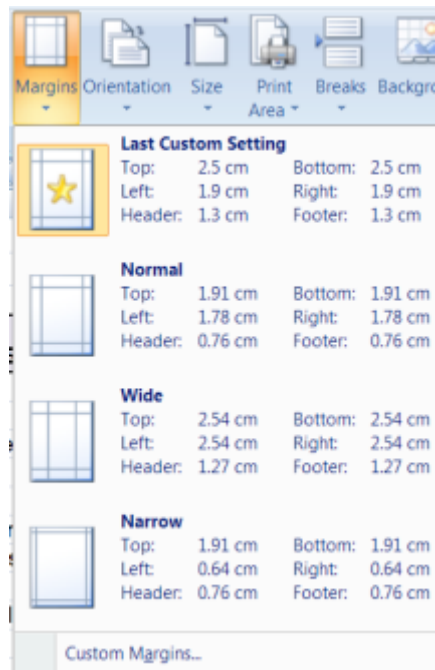 Margins Orientation Size Print Area Breaks Backgr
Last Custom Setting
Top: 2.5 cm Bottom: 2.5 cm
Left: 1.9 cm Right: 1.9 cm
Header: 1.3 cm Footer: 1.3 cm
Normal
Top: 1.91 cm Bottom: 1.91 cm
Left: 1.78 cm Right: 1.78 cm
Header: 0.76 cm Footer: 0.76 cm
Wide
Top: 2.54 cm Bottom: 2.54 cm
Left: 2.54 cm Right: 2.54 cm
Header: 1.27 cm Footer: 1.27 cm
Narrow
Top: 1.91 cm Bottom: 1.91 cm
Left: 0.64 cm Right: 0.64 cm
Header: 0.76 cm Footer: 0.76 cm
Custom Margins...